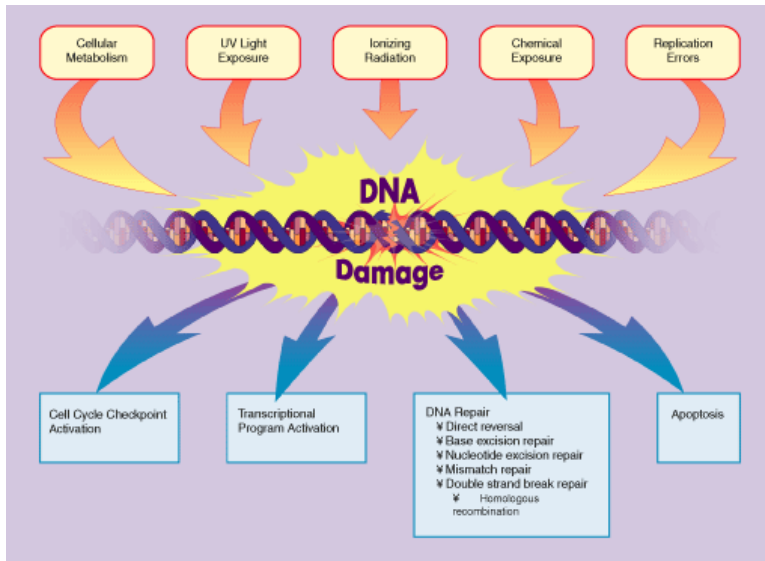 Cellular
Metabolism
UV Light
Exposure
Ionizing
Radiation
Chemical
Exposure
Replication
Errors
DNA
Damage
Cell Cycle Checkpoint
Activation
Transcriptional
Program Activation
DNA Repair
¥ Direct reversal
¥ Base excision repair
¥ Nucleotide excision repair
¥ Mismatch repair
¥ Double strand break repair
¥ Homologous
recombination
Apoptosis